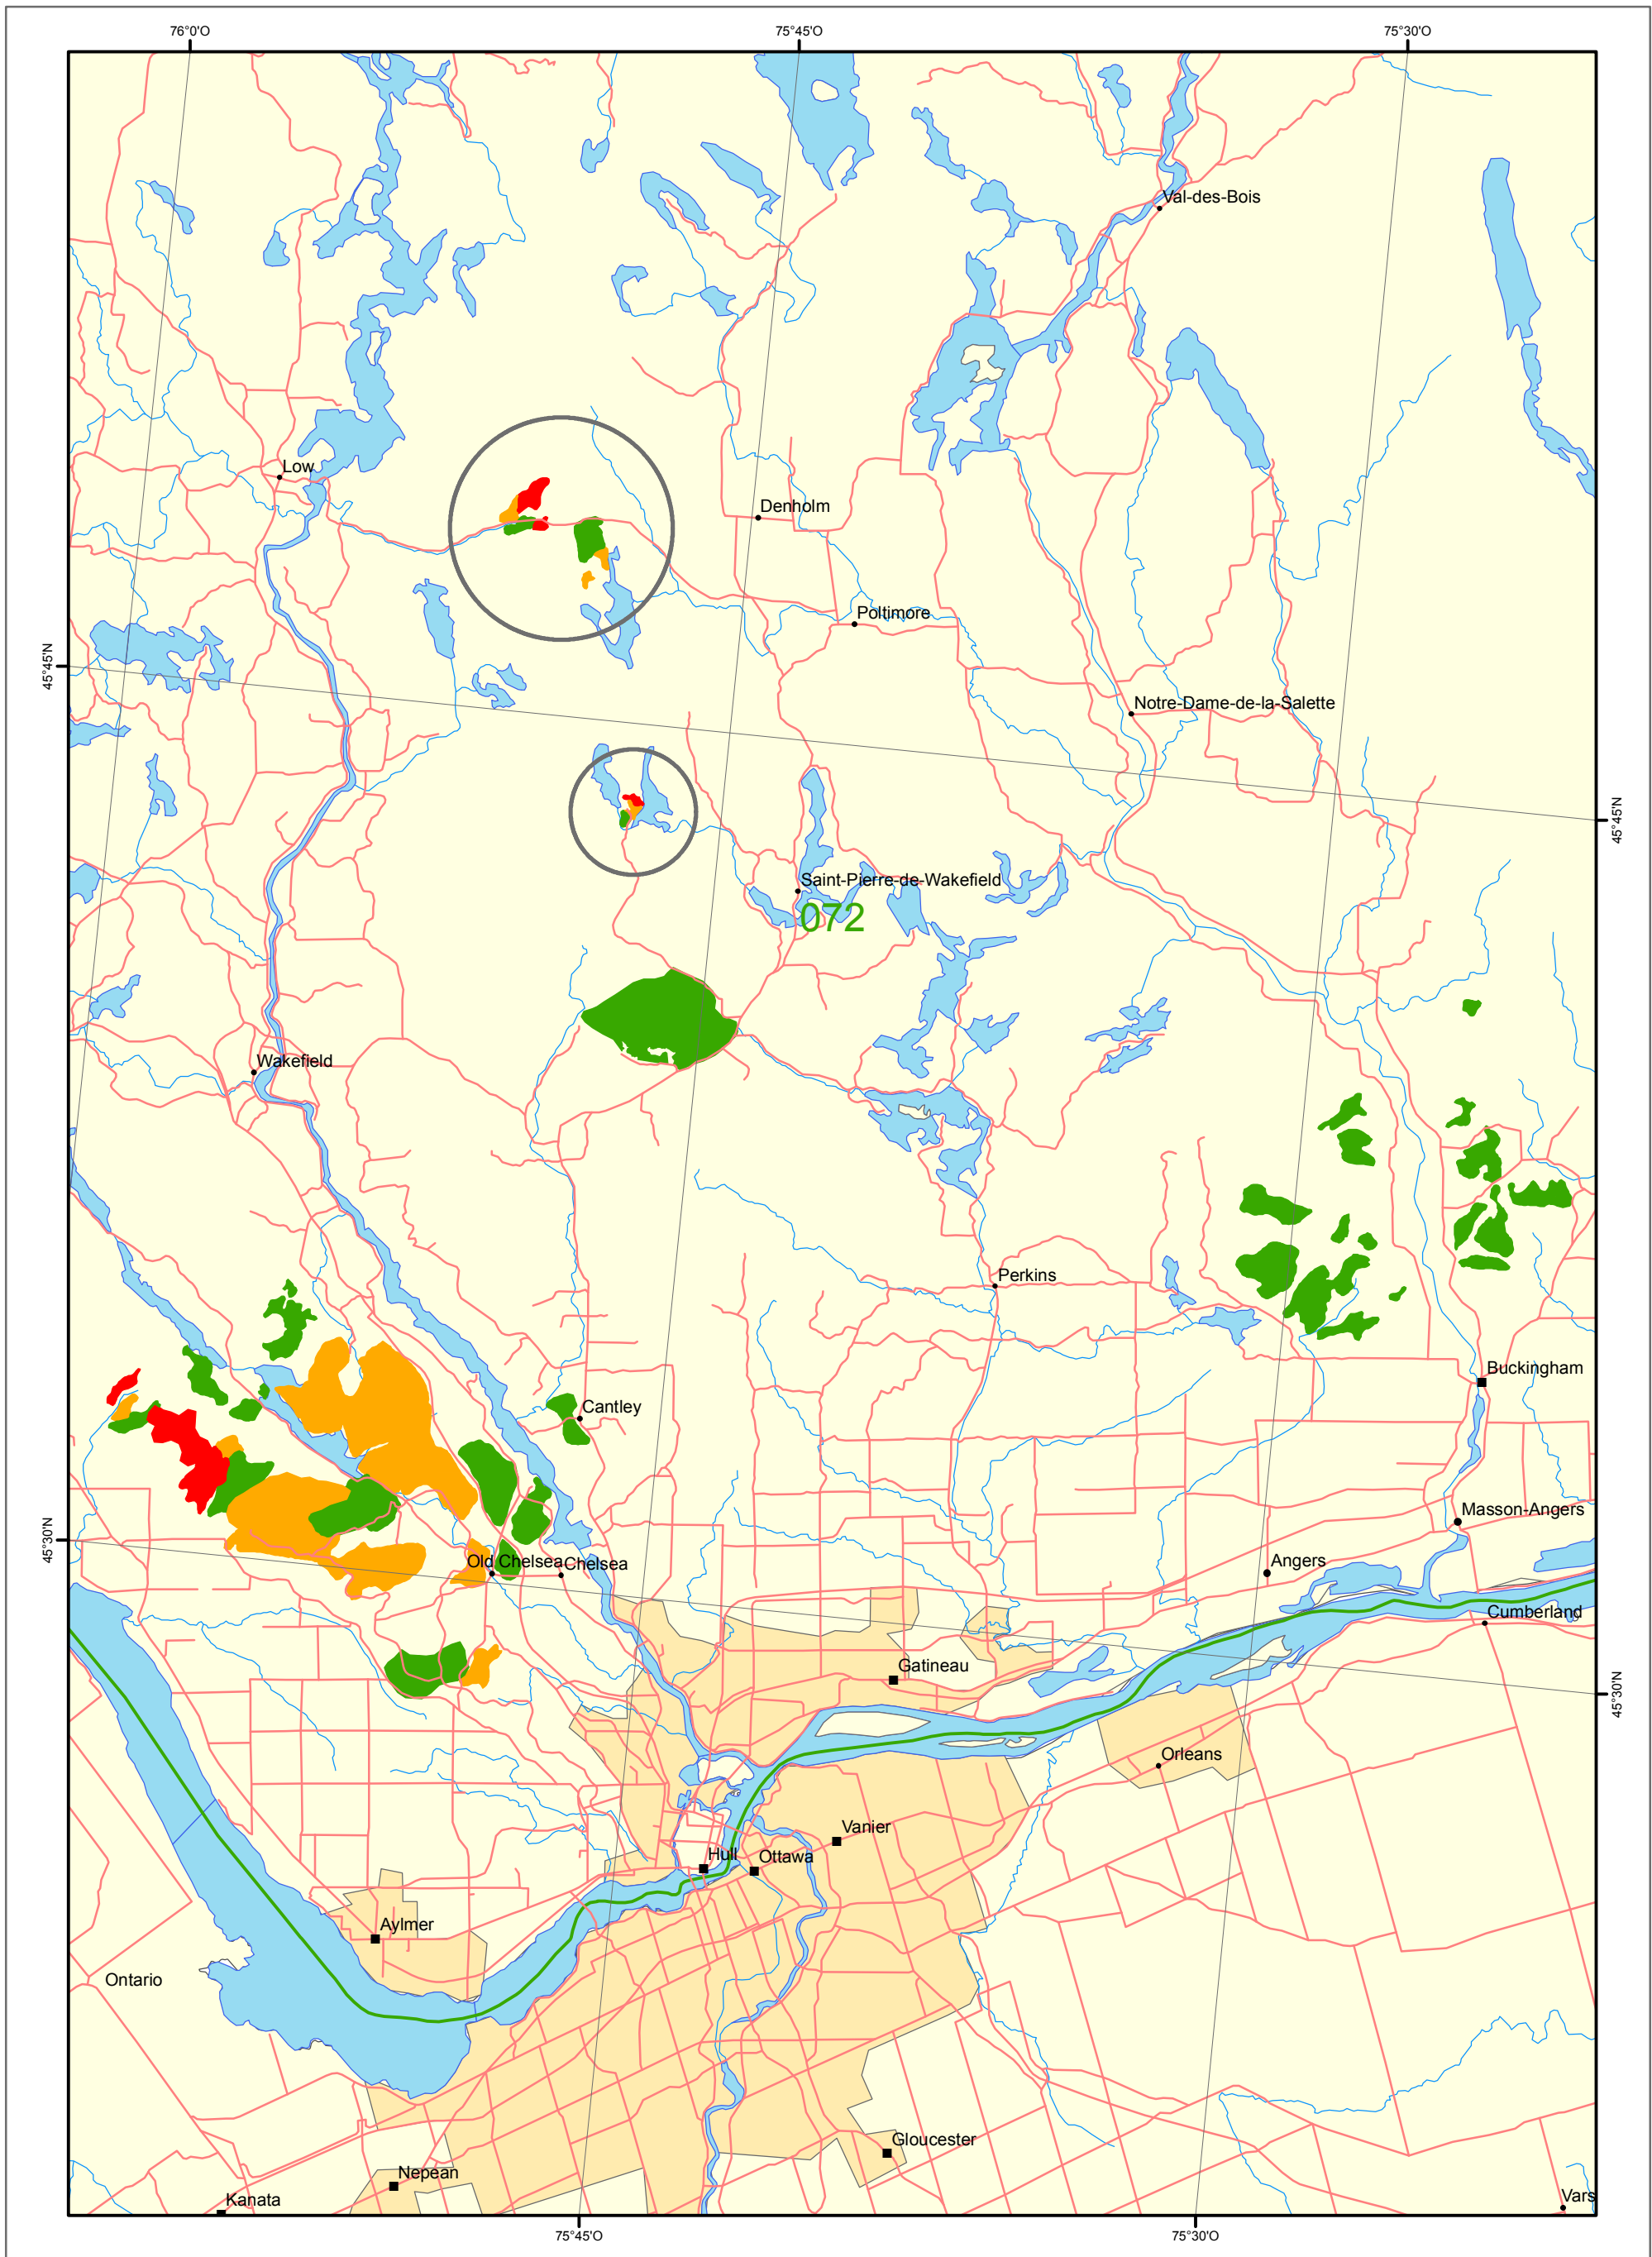 76°0'O
75°45'O
75°30'O
Val-des-Bois
Low
Denholm
Poltimore
45°45'N
Notre-Dame-de-la-Salette
45°45'N
Saint-Pierre-de-Wakefield
072
Wakefield
Perkins
Buckingham
Cantley
Masson-Angers
45°30'N
Old Chelsea
Chelsea
Angers
Cumberland
Gatineau
45°30'N
Orleans
Vanier
Hull
Ottawa
Aylmer
Ontario
Gloucester
Nepean
Kanata
Vars
75°45'O
75°30'O